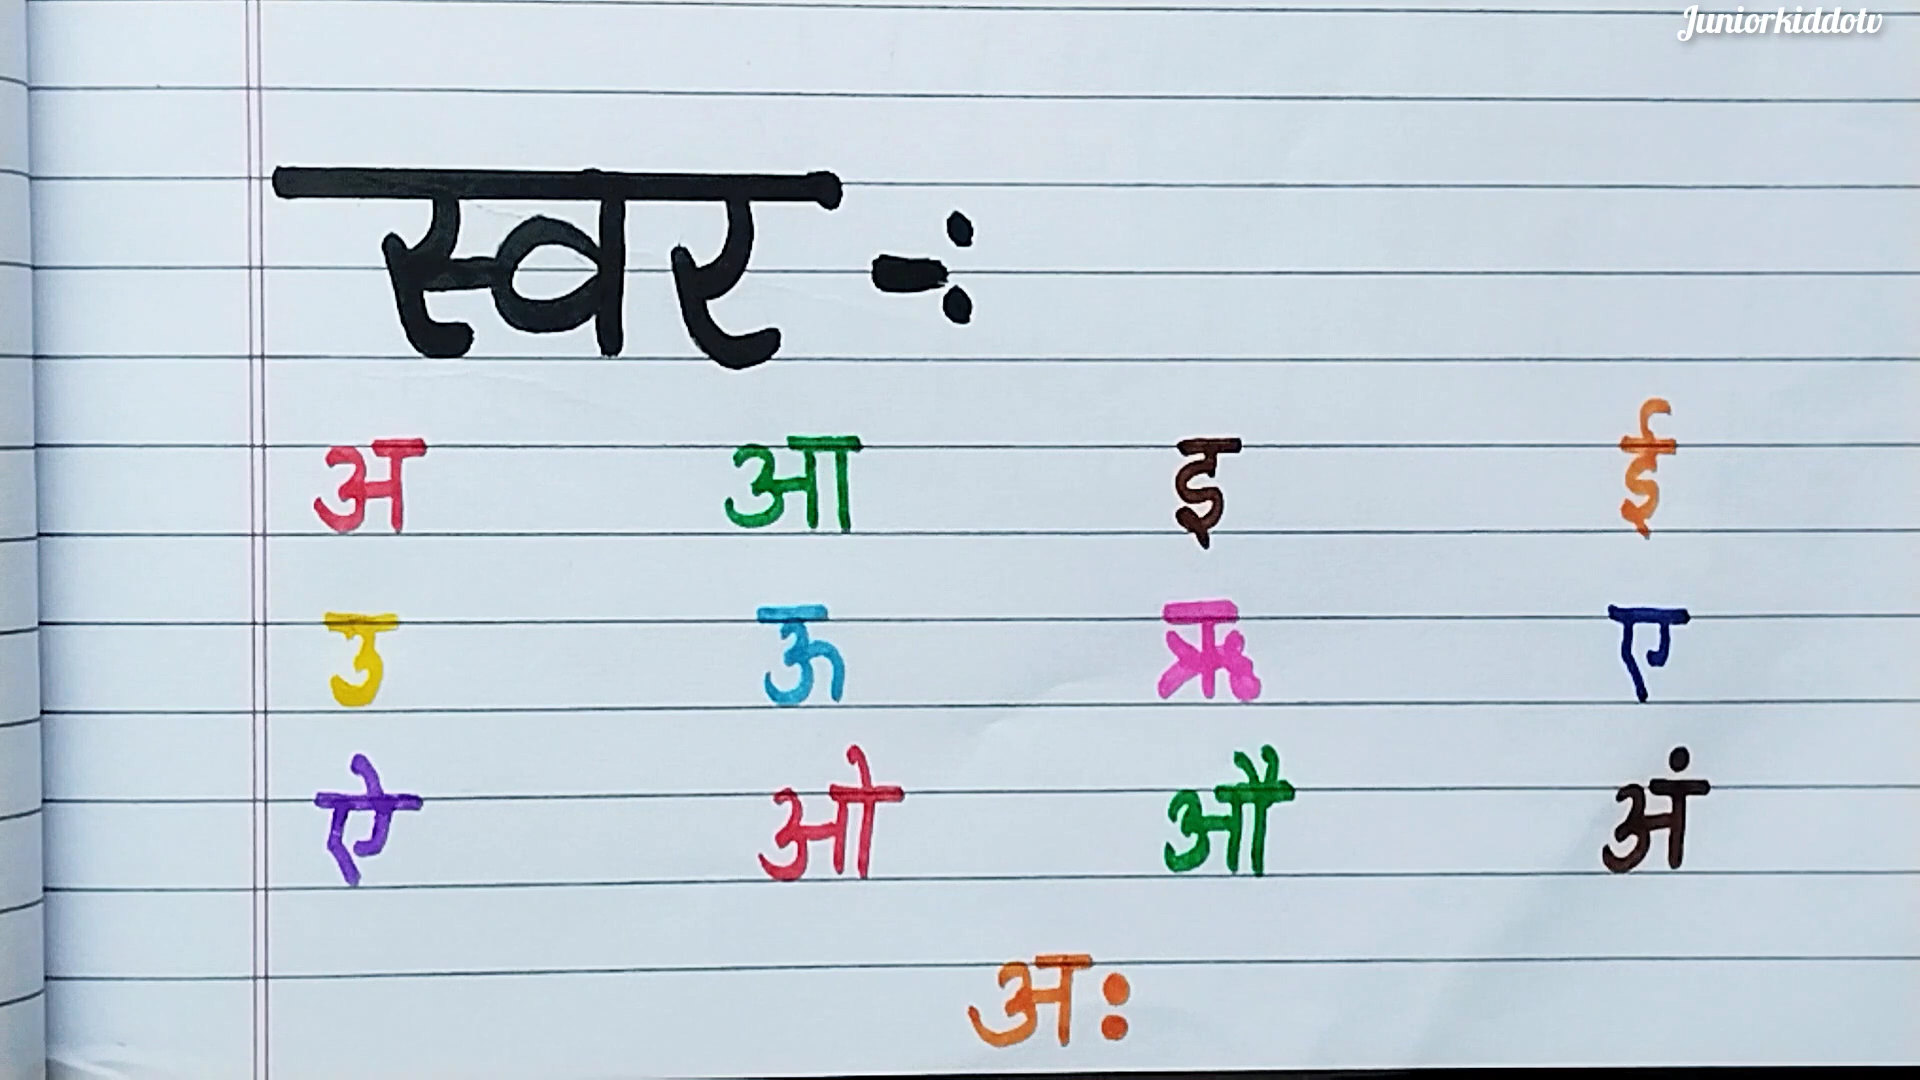 Juniorkiddotv
स्वर -:
अ आ इ ई
उ ऊ ऋ ए
ऐ ओ औ अं
अः